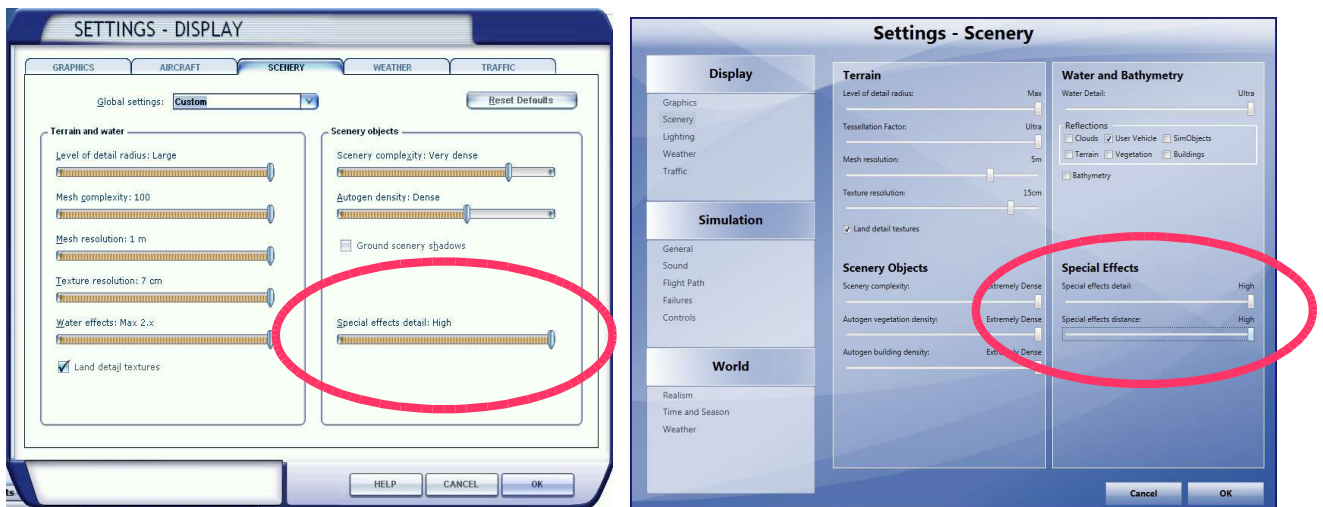 SETTINGS - DISPLAY
GRAPHICS AIRCRAFT SCENERY WEATHER TRAFFIC
Global settings: Custom Reset Defaults
Terrain and water
Level of detail radius: Large
Mesh complexity: 100
Mesh resolution: 1 m
Texture resolution: 7 cm
Water effects: Max 2.x
Land detail textures
Scenery objects
Scenery complexity: Very dense
Autogen density: Dense
Ground scenery shadows
Special effects detail: High
ts
HELP CANCEL OK
Settings - Scenery
Display
Graphics
Scenery
Lighting
Weather
Traffic
Simulation
General
Sound
Flight Path
Failures
Controls
World
Realism
Time and Season
Weather
Terrain
Level of detail radius: Max
Tessellation Factor: Ultra
Mesh resolution: 5m
Texture resolution: 15cm
Land detail textures
Scenery Objects
Scenery complexity: Extremely Dense
Autogen vegetation density: Extremely Dense
Autogen building density: Extremely Dense
Water and Bathymetry
Water Detail: Ultra
Reflections
Clouds User Vehicle SimObjects
Terrain Vegetation Buildings
Bathymetry
Special Effects
Special effects detail: High
Special effects distance: High
Cancel OK